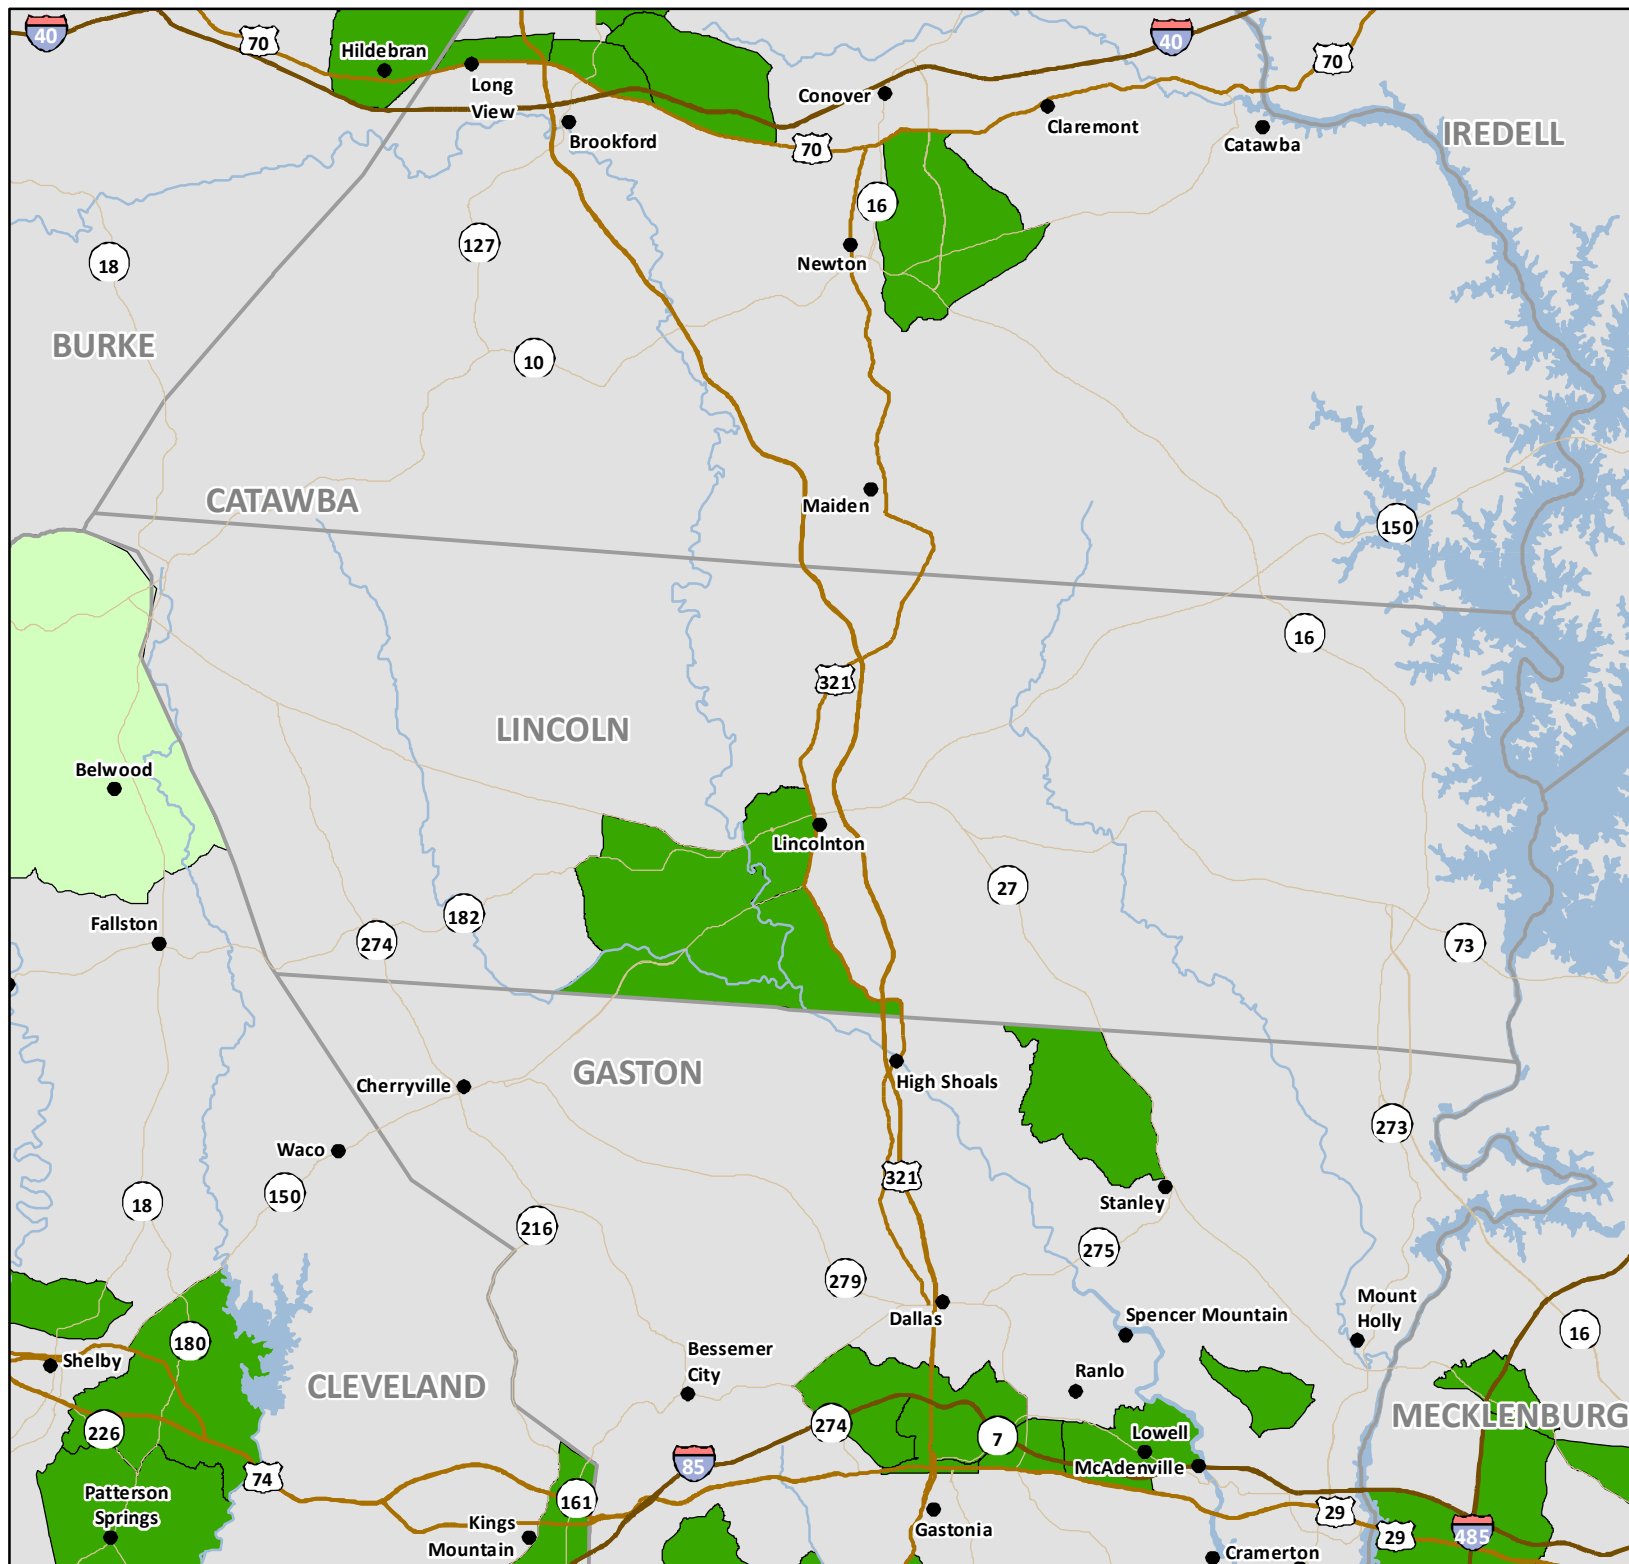 40
70
Hildebran
Long
View
40
70
Conover
Brookford
70
Claremont
Catawba
IREDELL
16
127
18
Newton
BURKE
10
CATAWBA
Maiden
150
16
321
LINCOLN
Belwood
Lincolnton
27
182
Fallston
274
73
GASTON
High Shoals
Cherryville
273
Waco
321
150
18
Stanley
216
275
279
Dallas
Spencer Mountain
Mount
Holly
16
180
Shelby
Bessemer
City
Ranlo
CLEVELAND
MECKLENBURG
226
274
7
Lowell
85
McAdenville
74
Patterson
Springs
161
29
Kings
Mountain
Gastonia
29
485
Cramerton